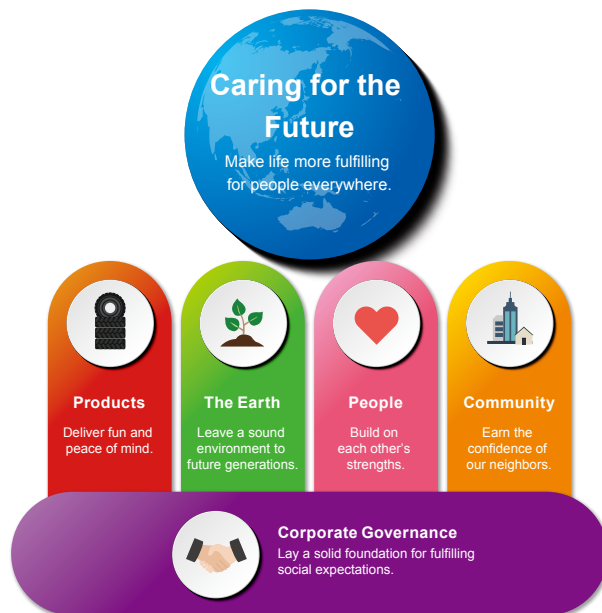 Caring for the
Future
Make life more fulfilling
for people everywhere.
Products
Deliver fun and
peace of mind.
The Earth
Leave a sound
environment to
future generations.
People
Build on
each other's
strengths.
Community
Earn the
confidence of
our neighbors.
Corporate Governance
Lay a solid foundation for fulfilling
social expectations.